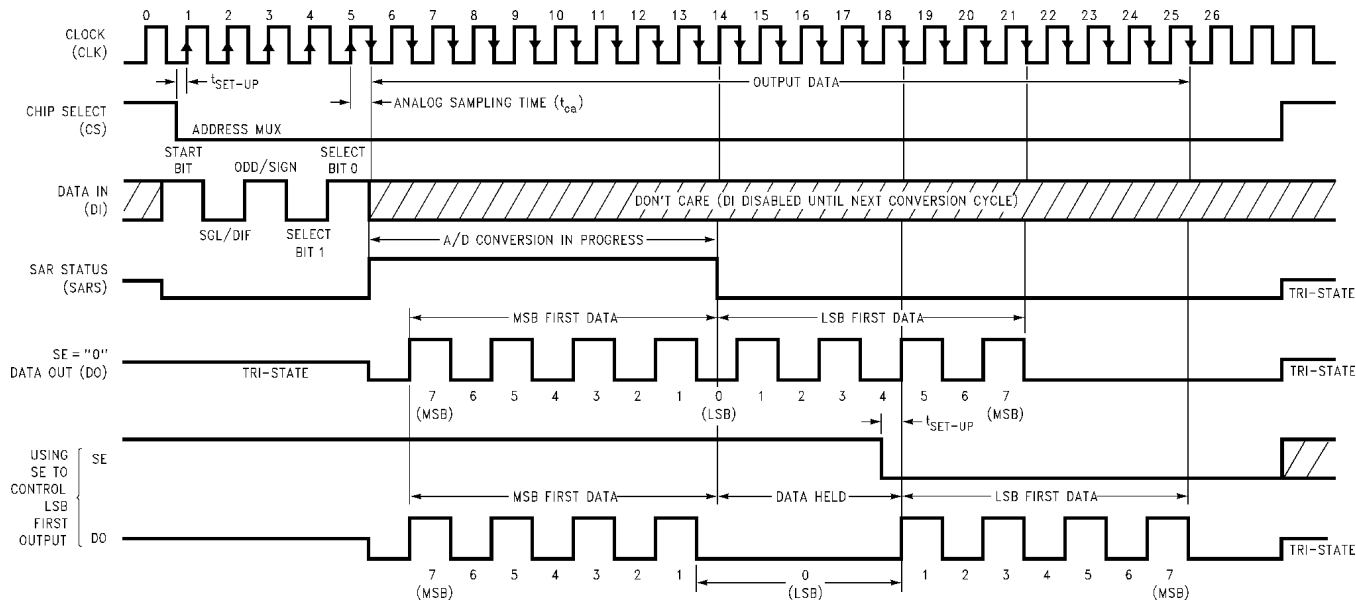 0 1 2 3 4 5 6 7 8 9 10 11 12 13 14 15 16 17 18 19 20 21 22 23 24 25 26
CLOCK
(CLK)
tSET-UP
OUTPUT DATA
ANALOG SAMPLING TIME (tca)
CHIP SELECT
(CS)
ADDRESS MUX
START
BIT
ODD/SIGN
SELECT
BIT 0
DATA IN
(DI)
DON'T CARE (DI DISABLED UNTIL NEXT CONVERSION CYCLE)
SGL/DIF
SELECT
BIT 1
A/D CONVERSION IN PROGRESS
SAR STATUS
(SARS)
TRI-STATE
MSB FIRST DATA
LSB FIRST DATA
SE = "0"
DATA OUT (DO)
TRI-STATE
TRI-STATE
7 6 5 4 3 2 1 0 1 2 3 4 5 6 7
(MSB) (LSB) (MSB)
tSET-UP
USING
SE TO
CONTROL
LSB
FIRST
OUTPUT
SE
MSB FIRST DATA
DATA HELD
LSB FIRST DATA
DO
TRI-STATE
7 6 5 4 3 2 1 0 1 2 3 4 5 6 7
(MSB) (LSB) (MSB)